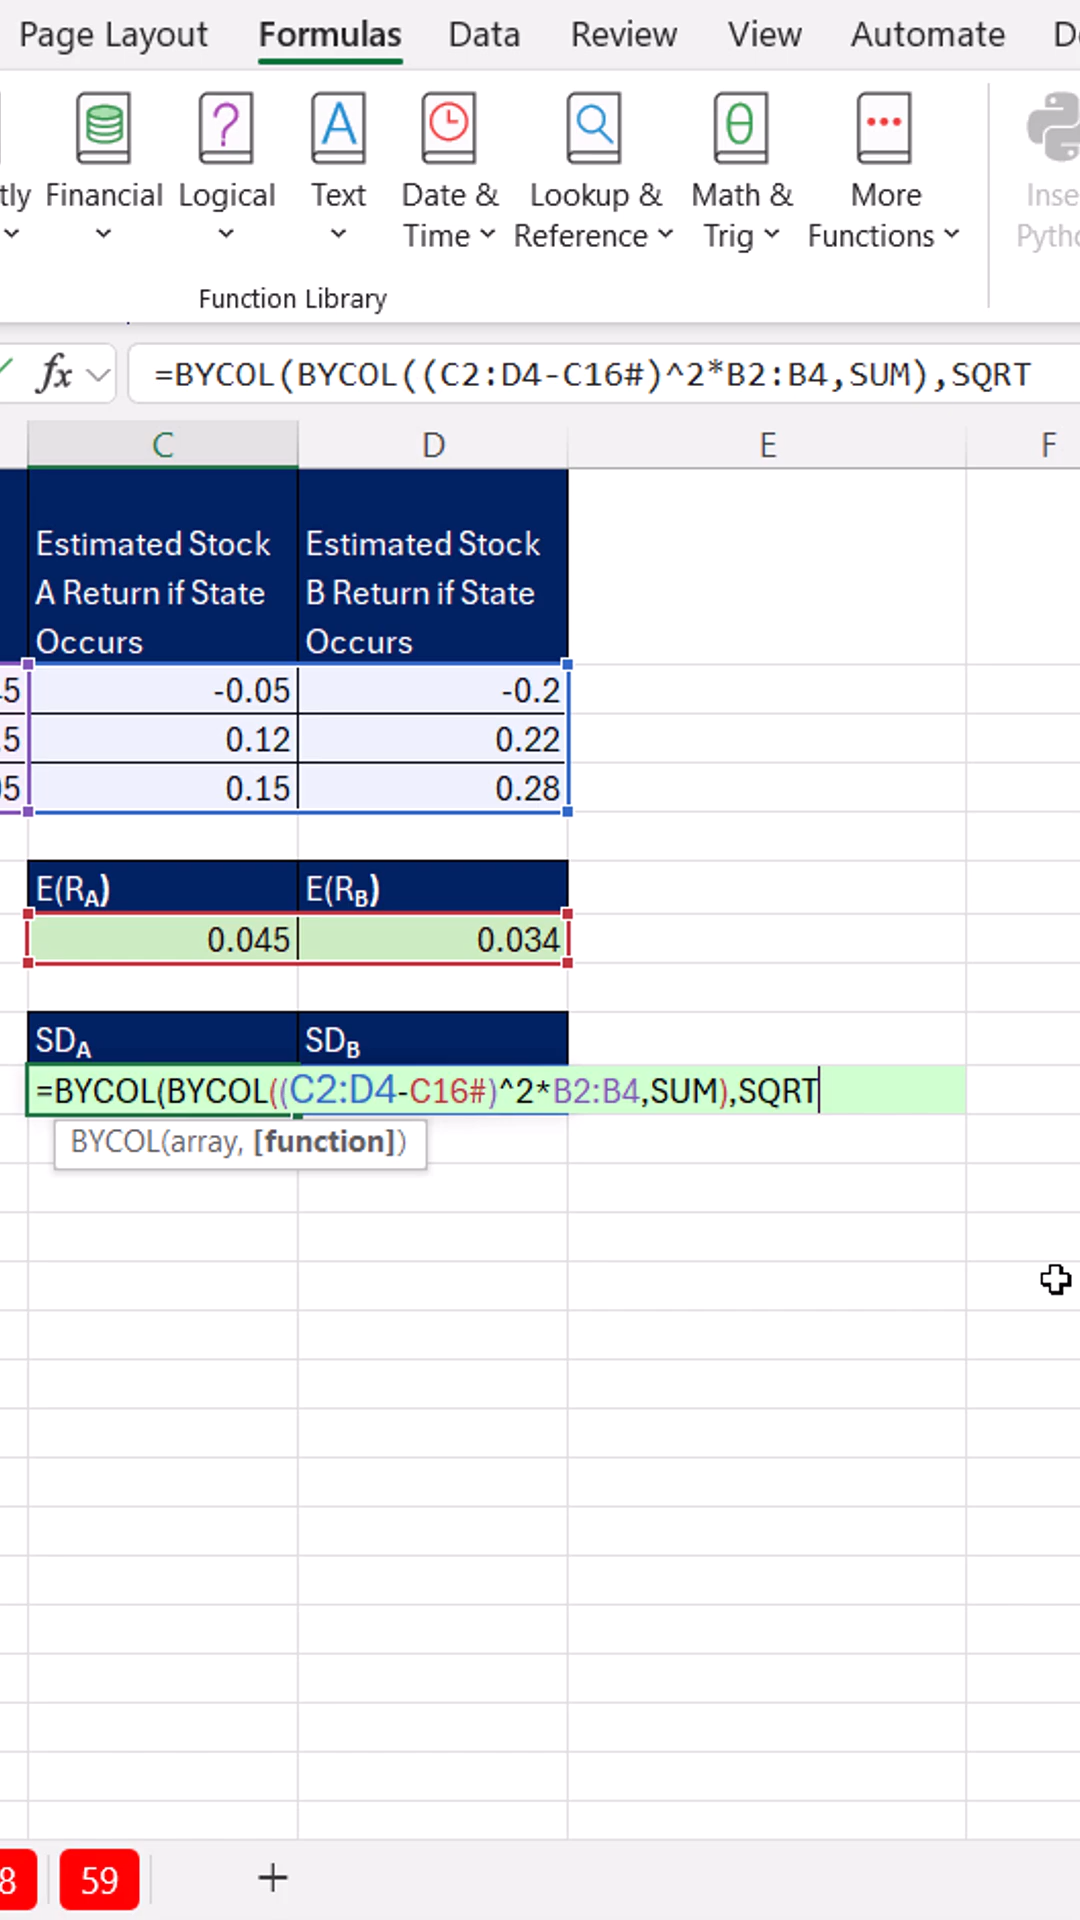 Page Layout Formulas Data Review View Automate
Financial Logical Text Date & Lookup & Math & More
Time Reference Trig Functions
Function Library
fx =BYCOL(BYCOL((C2:D4-C16#)^2*B2:B4,SUM),SQRT
C D E F
Estimated Stock Estimated Stock
A Return if State B Return if State
Occurs Occurs
5 -0.05 -0.2
.5 0.12 0.22
5 0.15 0.28
E(RA) E(RB)
0.045 0.034
SDA SDB
=BYCOL(BYCOL((C2:D4-C16#)^2*B2:B4,SUM),SQRT
BYCOL(array, [function])
8 59 +